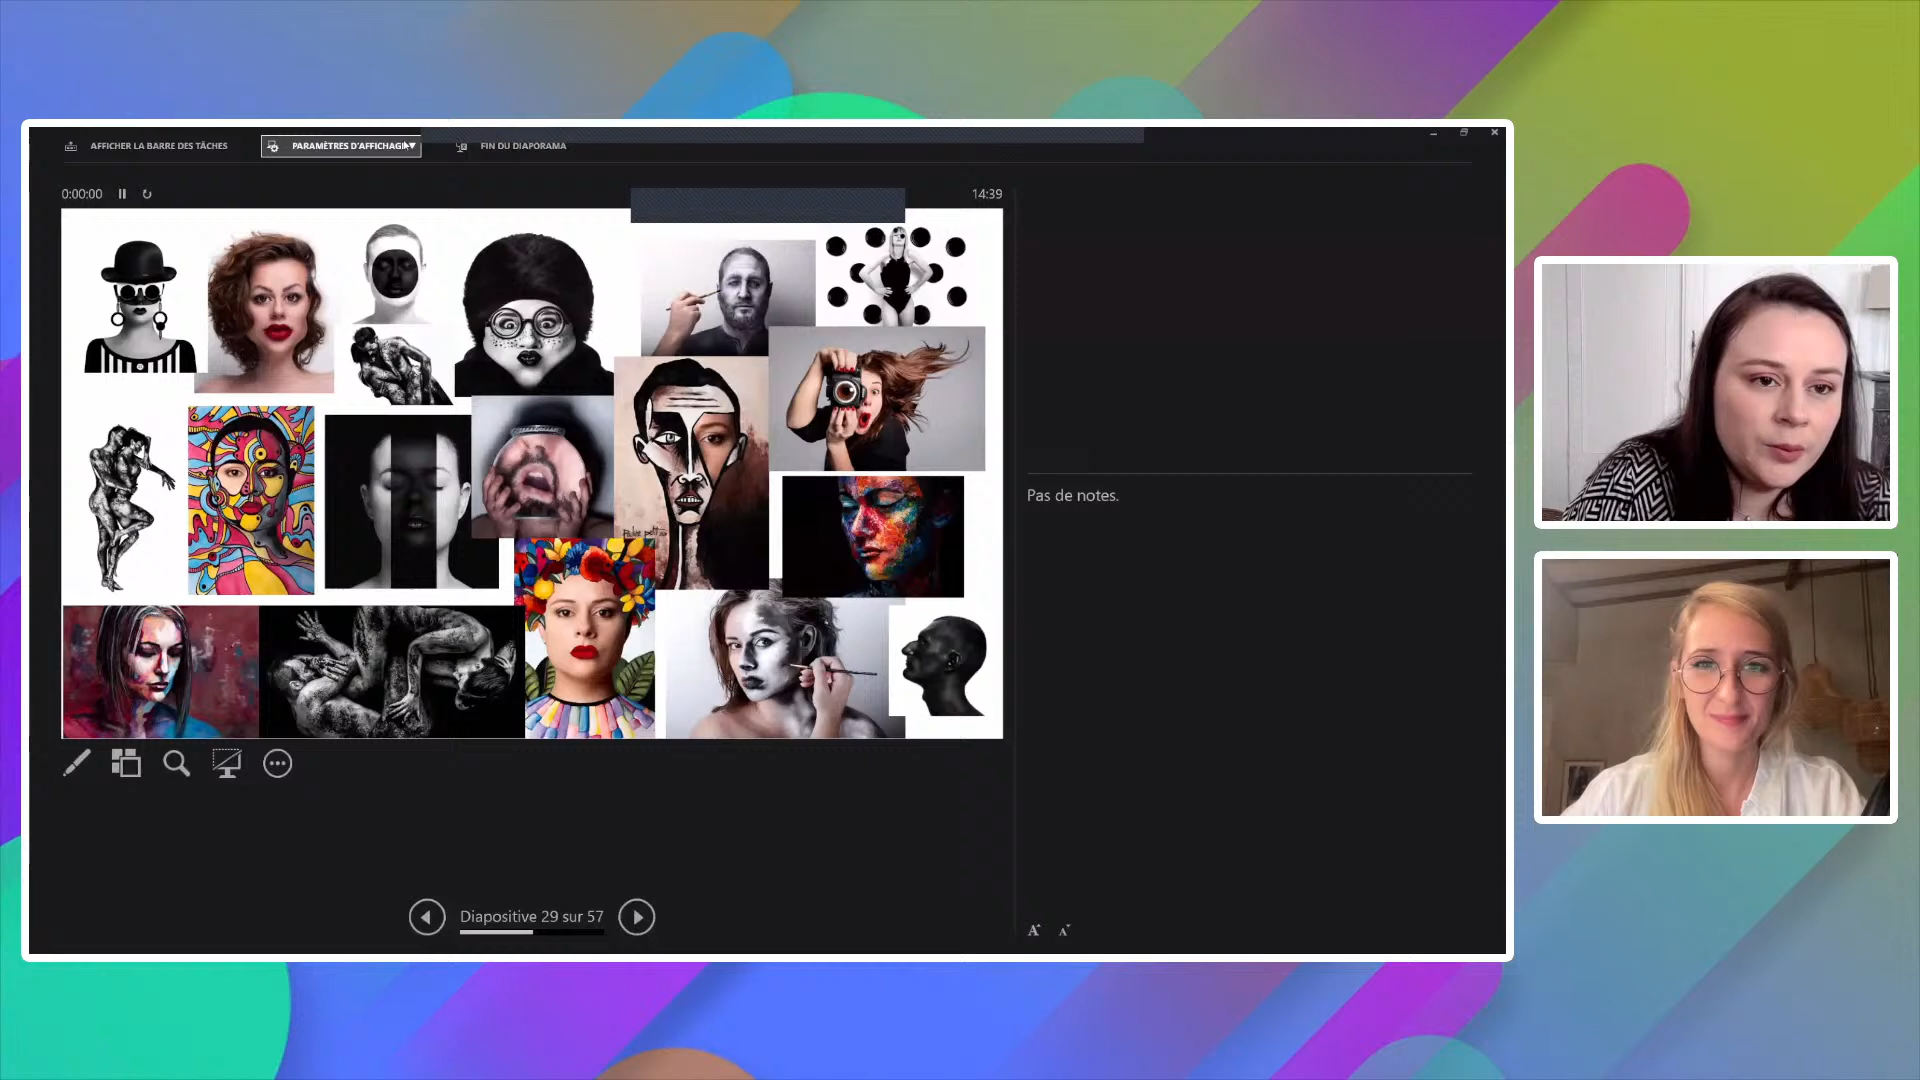 AFFICHER LA BARRE DES TÂCHES
PARAMÈTRES D'AFFICHAGE
FIN DU DIAPORAMA
0:00:00
14:39
Pas de notes.
Diapositive 29 sur 57
A A